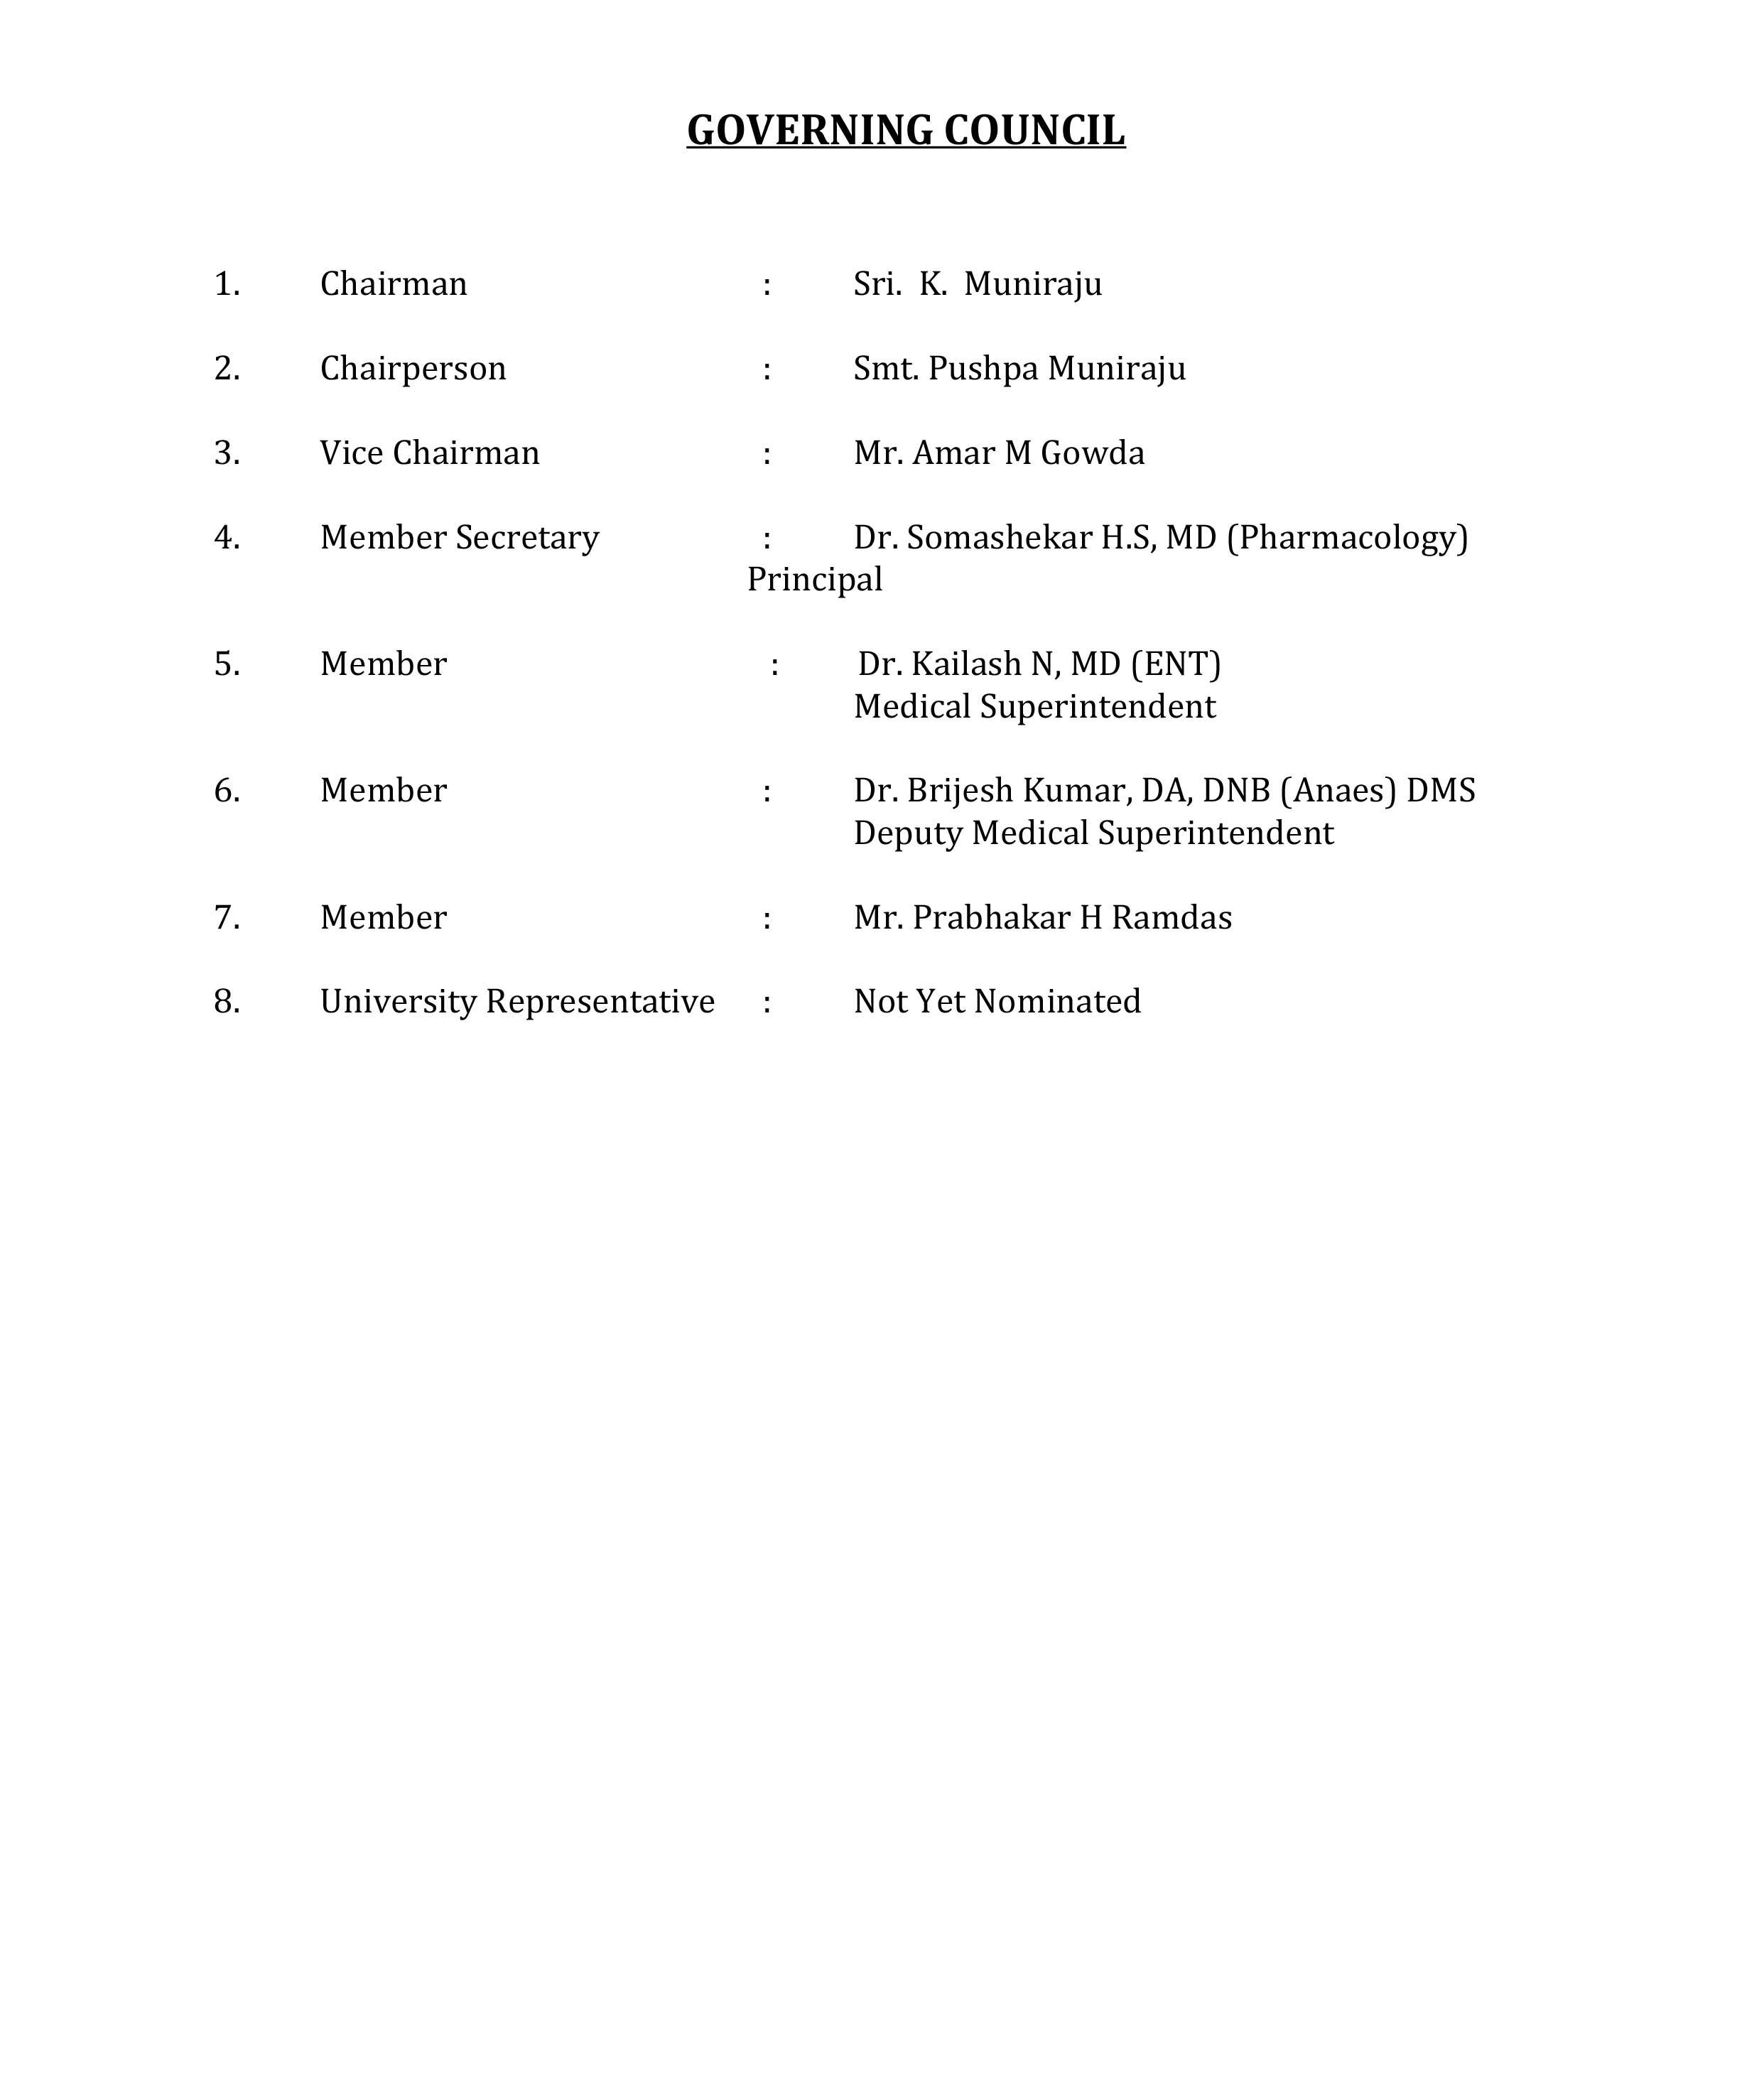 GOVERNING COUNCIL
1. Chairman : Sri. K. Muniraju
2. Chairperson : Smt. Pushpa Muniraju
3. Vice Chairman : Mr. Amar M Gowda
4. Member Secretary : Dr. Somashekar H.S, MD (Pharmacology)
Principal
5. Member : Dr. Kailash N, MD (ENT)
Medical Superintendent
6. Member : Dr. Brijesh Kumar, DA, DNB (Anaes) DMS
Deputy Medical Superintendent
7. Member : Mr. Prabhakar H Ramdas
8. University Representative : Not Yet Nominated